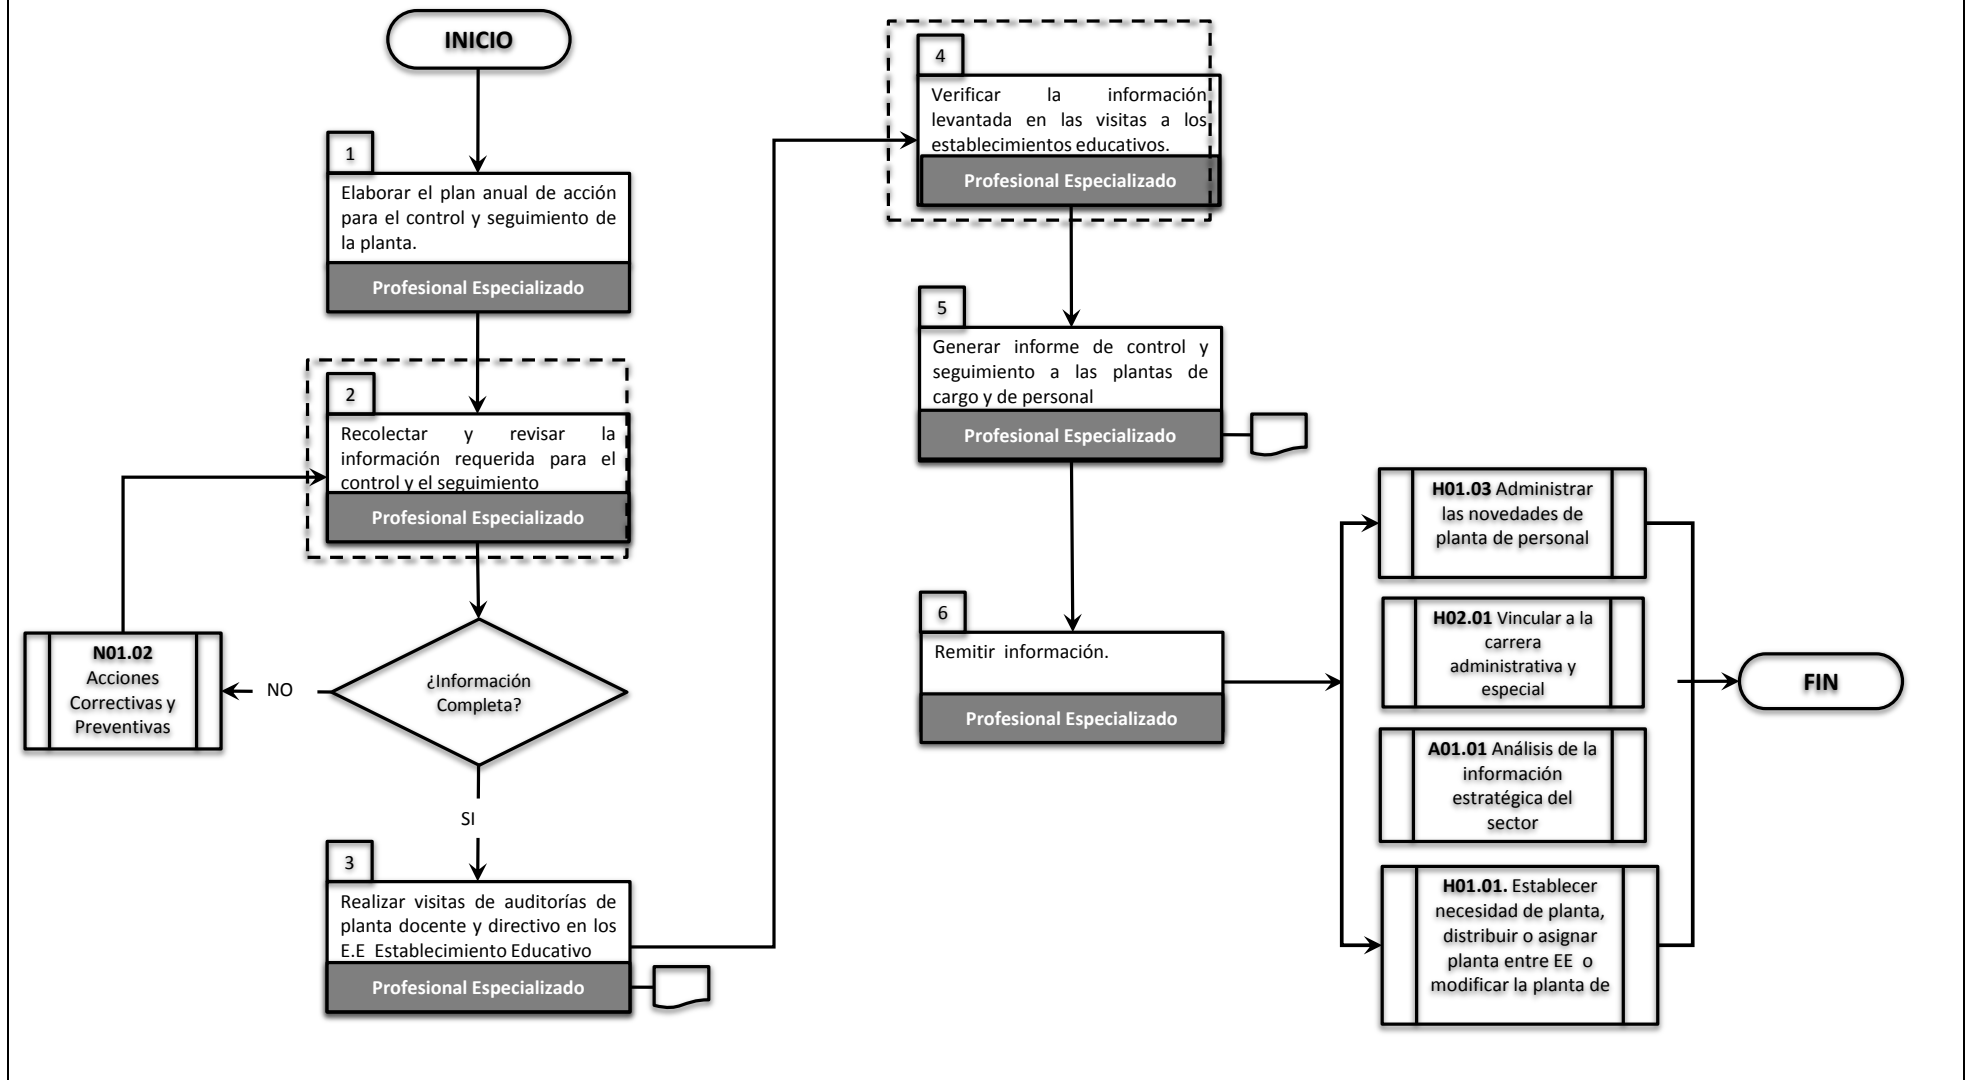 INICIO
1
Elaborar el plan anual de acción
para el control y seguimiento de
la planta.
Profesional Especializado
2
Recolectar y revisar la
información requerida para el
control y el seguimiento
Profesional Especializado
¿Información
Completa?
NO
N01.02
Acciones
Correctivas y
Preventivas
SI
3
Realizar visitas de auditorías de
planta docente y directivo en los
E.E Establecimiento Educativo
Profesional Especializado
4
Verificar la información
levantada en las visitas a los
establecimientos educativos.
Profesional Especializado
5
Generar informe de control y
seguimiento a las plantas de
cargo y de personal
Profesional Especializado
6
Remitir información.
Profesional Especializado
H01.03 Administrar
las novedades de
planta de personal
H02.01 Vincular a la
carrera
administrativa y
especial
A01.01 Análisis de la
información
estratégica del
sector
H01.01. Establecer
necesidad de planta,
distribuir o asignar
planta entre EE o
modificar la planta de
FIN